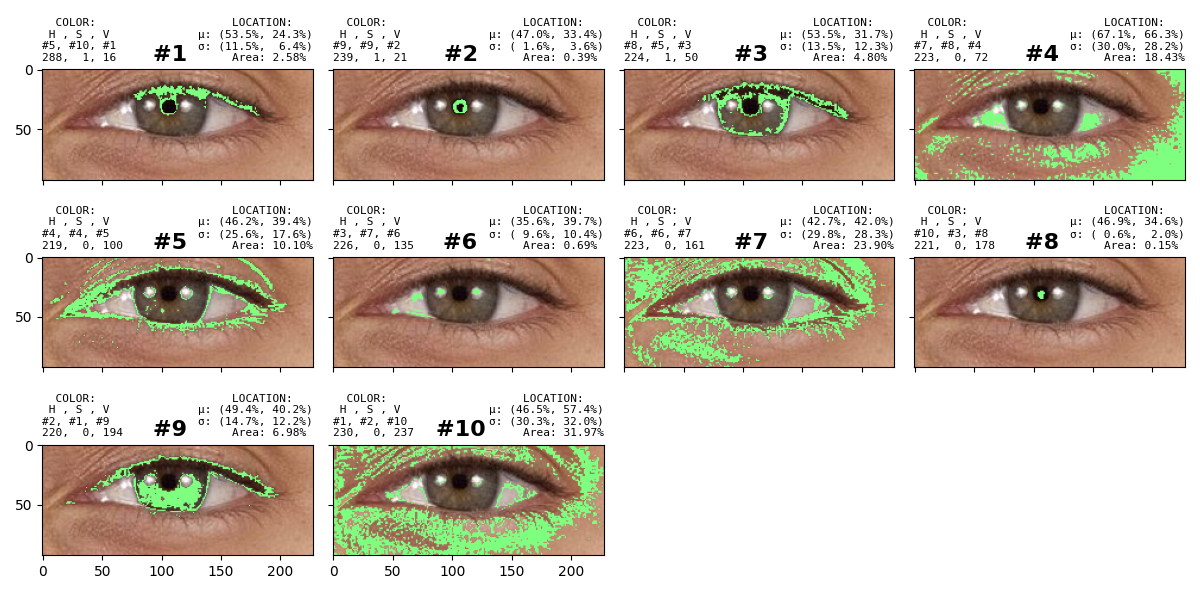 COLOR: LOCATION:
H , S , V μ: (53.5%, 24.3%)
#5, #10, #1 #1 σ: (11.5%, 6.4%)
288, 1, 16 Area: 2.58%
COLOR: LOCATION:
H , S , V μ: (47.0%, 33.4%)
#9, #9, #2 #2 σ: ( 1.6%, 3.6%)
239, 1, 21 Area: 0.39%
COLOR: LOCATION:
H , S , V μ: (53.5%, 31.7%)
#8, #5, #3 #3 σ: (13.5%, 12.3%)
224, 1, 50 Area: 4.80%
COLOR: LOCATION:
H , S , V μ: (67.1%, 66.3%)
#7, #8, #4 #4 σ: (30.0%, 28.2%)
223, 0, 72 Area: 18.43%
0
50
COLOR: LOCATION:
H , S , V μ: (46.2%, 39.4%)
#4, #4, #5 #5 σ: (25.6%, 17.6%)
219, 0, 100 Area: 10.10%
COLOR: LOCATION:
H , S , V μ: (35.6%, 39.7%)
#3, #7, #6 #6 σ: ( 9.6%, 10.4%)
226, 0, 135 Area: 0.69%
COLOR: LOCATION:
H , S , V μ: (42.7%, 42.0%)
#6, #6, #7 #7 σ: (29.8%, 28.3%)
223, 0, 161 Area: 23.90%
COLOR: LOCATION:
H , S , V μ: (46.9%, 34.6%)
#10, #3, #8 #8 σ: ( 0.6%, 2.0%)
221, 0, 178 Area: 0.15%
0
50
COLOR: LOCATION:
H , S , V μ: (49.4%, 40.2%)
#2, #1, #9 #9 σ: (14.7%, 12.2%)
220, 0, 194 Area: 6.98%
COLOR: LOCATION:
H , S , V μ: (46.5%, 57.4%)
#1, #2, #10 #10 σ: (30.3%, 32.0%)
230, 0, 237 Area: 31.97%
0
50
0 50 100 150 200
0 50 100 150 200